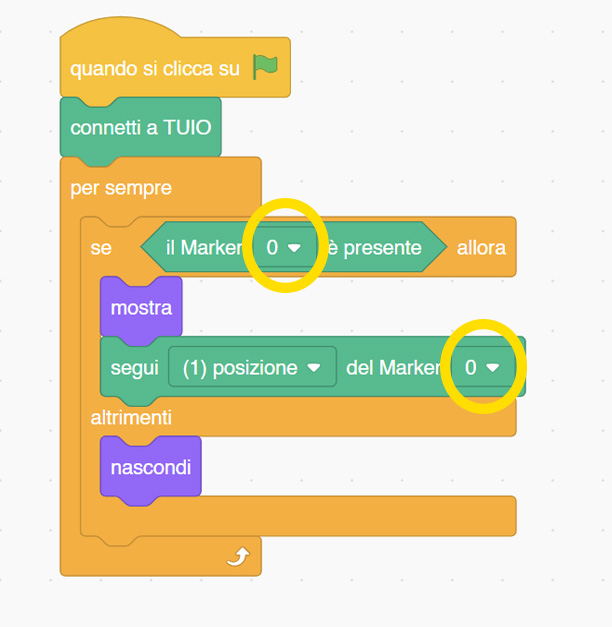 quando si clicca su
connetti a TUIO
per sempre
se il Marker 0 è presente allora
mostra
segui (1) posizione del Marker 0
altrimenti
nascondi